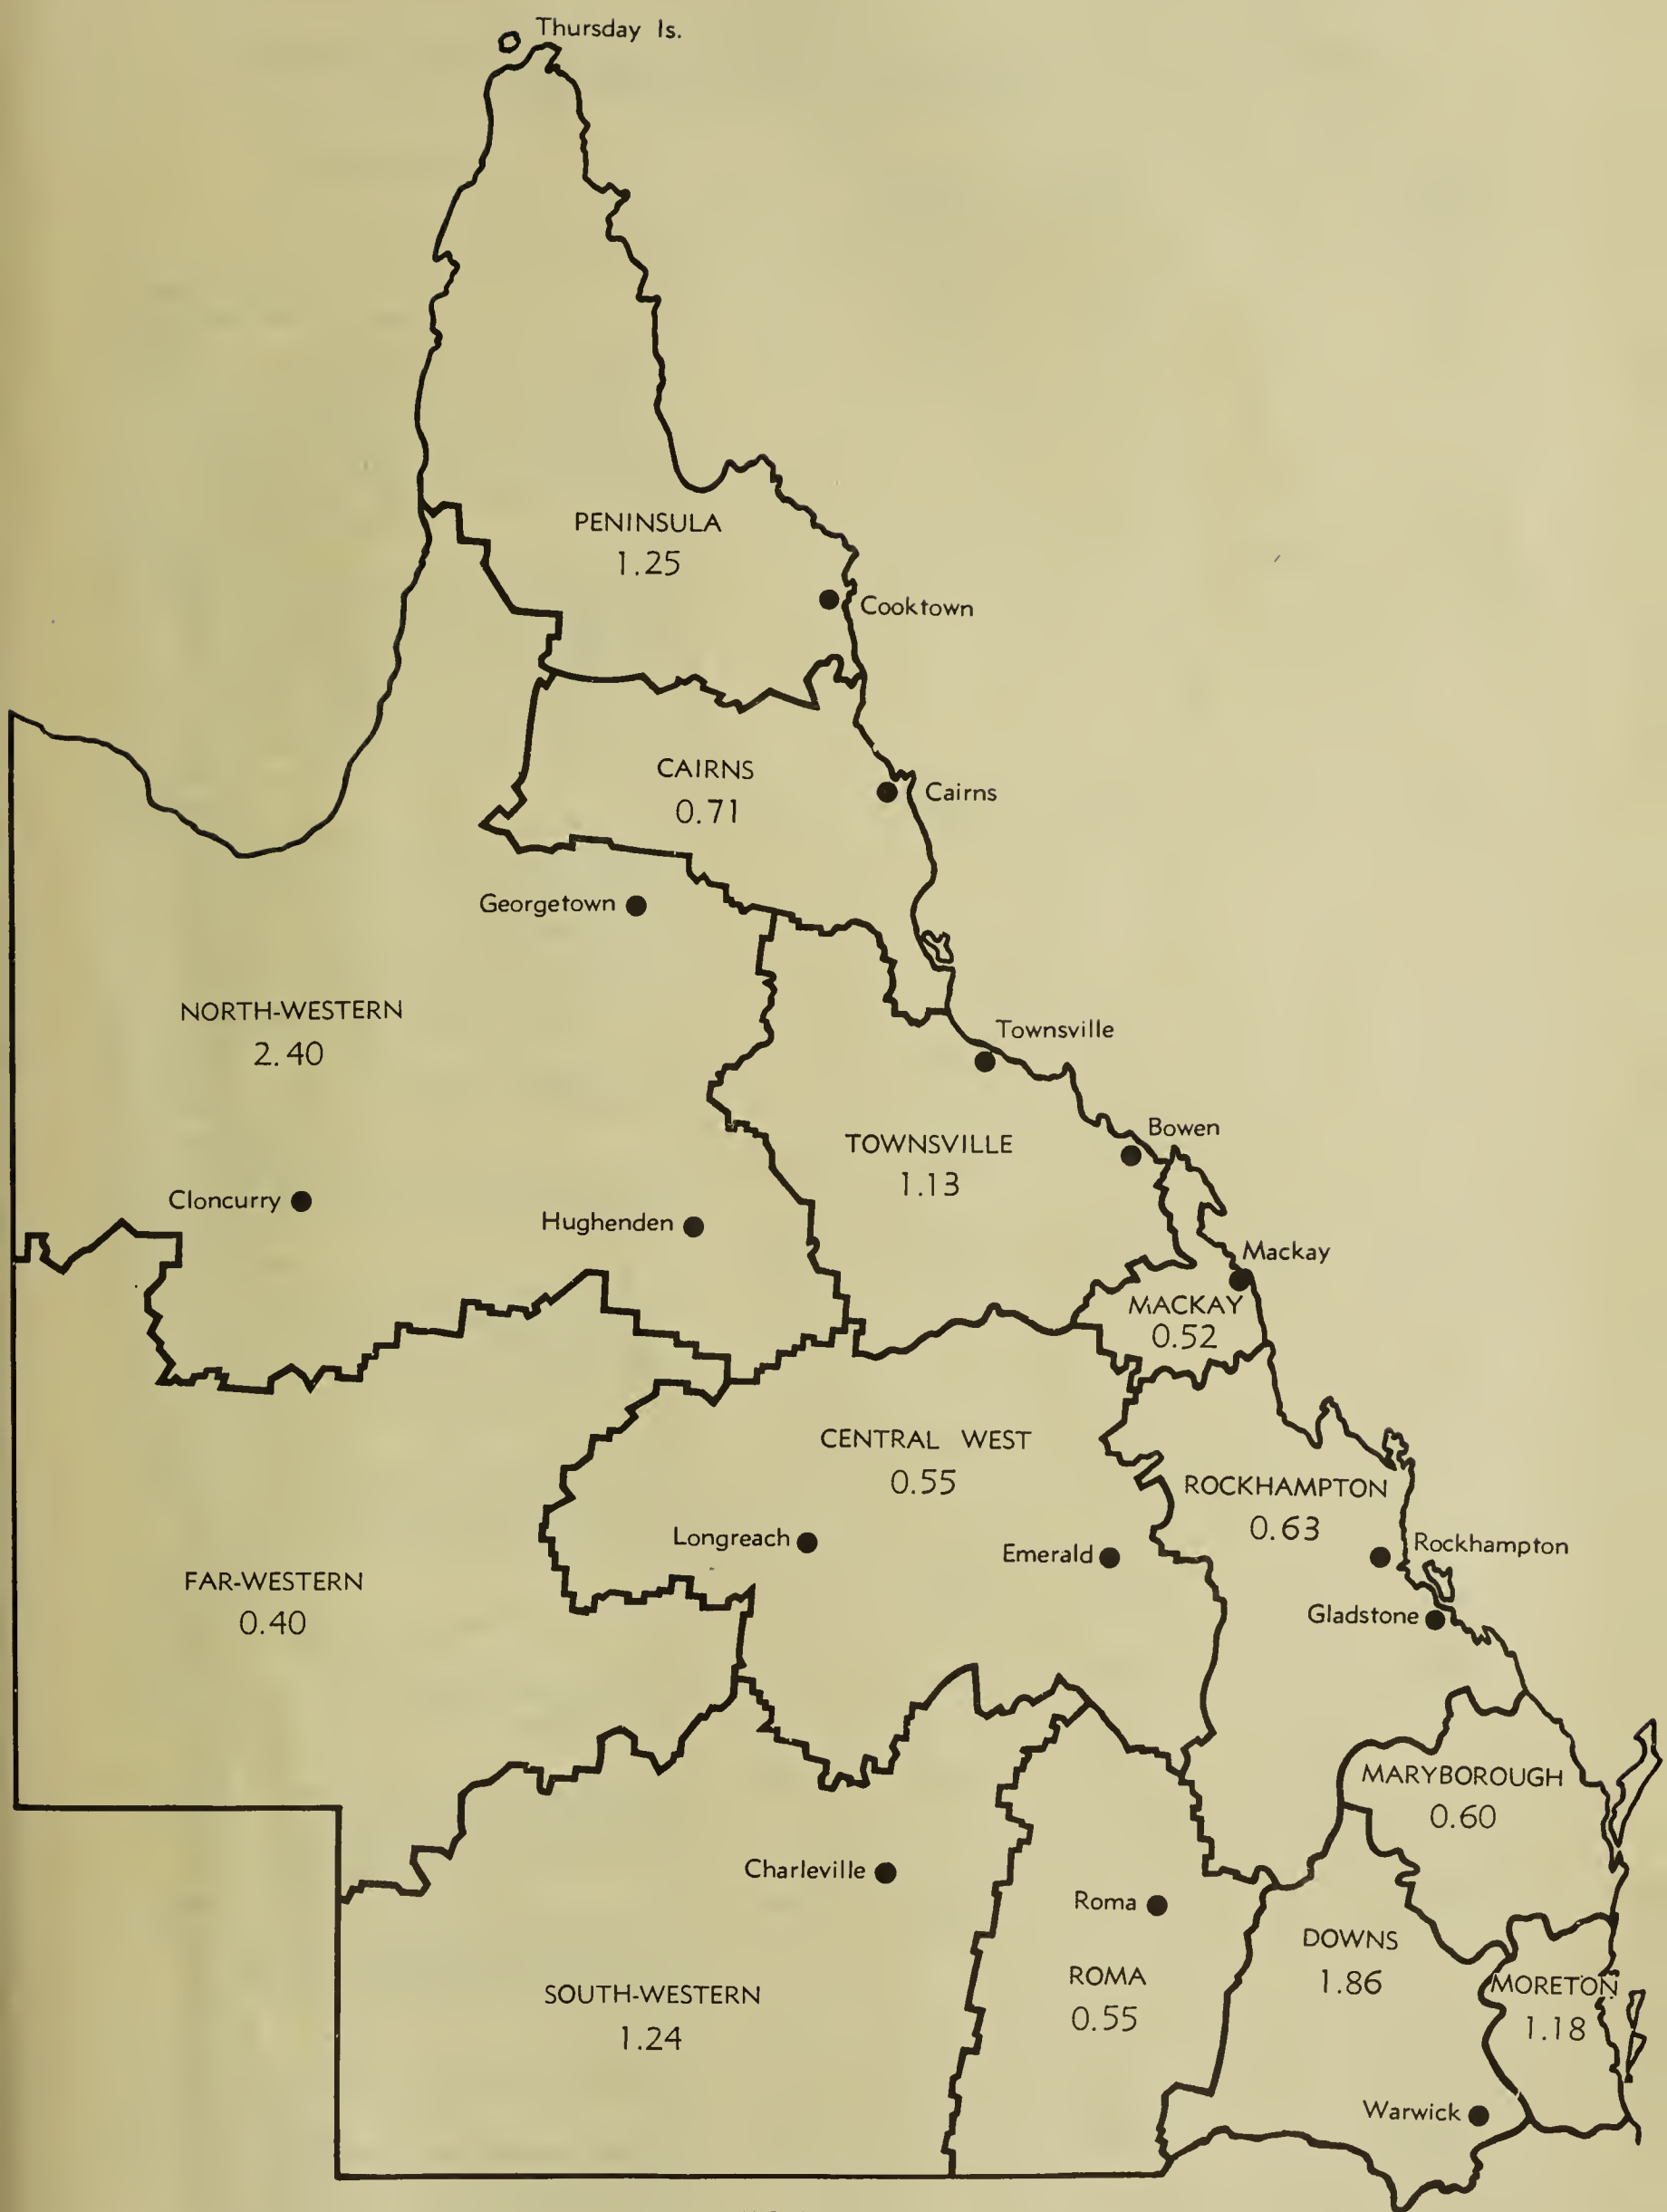 Thursday Is.
PENINSULA
1.25
Cooktown
CAIRNS
0.71
Cairns
Georgetown
NORTH-WESTERN
2.40
Townsville
Bowen
TOWNSVILLE
1.13
Cloncurry
Hughenden
Mackay
MACKAY
0.52
CENTRAL WEST
0.55
ROCKHAMPTON
0.63
Longreach
Emerald
Rockhampton
FAR-WESTERN
0.40
Gladstone
MARYBOROUGH
0.60
Charleville
Roma
DOWNS
1.86
ROMA
0.55
MORETON
1.18
SOUTH-WESTERN
1.24
Warwick